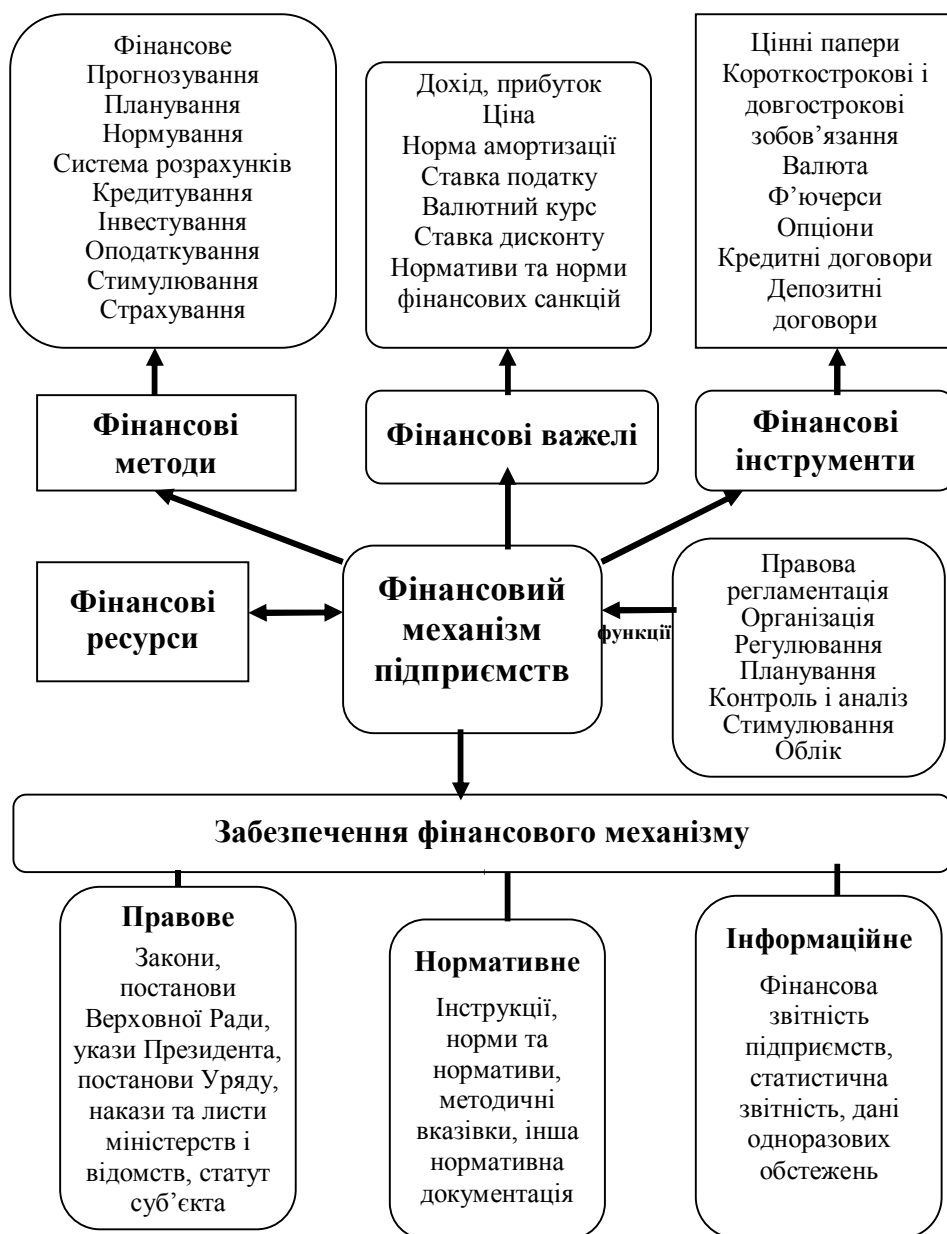 Фінансове
Прогнозування
Планування
Нормування
Система розрахунків
Кредитування
Інвестування
Оподаткування
Стимулювання
Страхування
Дохід, прибуток
Ціна
Норма амортизації
Ставка податку
Валютний курс
Ставка дисконту
Нормативи та норми
фінансових санкцій
Цінні папери
Короткострокові і
довгострокові
зобов’язання
Валюта
Ф’ючерси
Опціони
Кредитні договори
Депозитні
договори
Фінансові
методи
Фінансові важелі
Фінансові
інструменти
Фінансові
ресурси
Фінансовий
механізм
підприємств
функції
Правова
регламентація
Організація
Регулювання
Планування
Контроль і аналіз
Стимулювання
Облік
Забезпечення фінансового механізму
Правове
Закони,
постанови
Верховної Ради,
укази Президента,
постанови Уряду,
накази та листи
міністерств і
відомств, статут
суб’єкта
Нормативне
Інструкції,
норми та
нормативи,
методичні
вказівки, інша
нормативна
документація
Інформаційне
Фінансова
звітність
підприємств,
статистична
звітність, дані
одноразових
обстежень